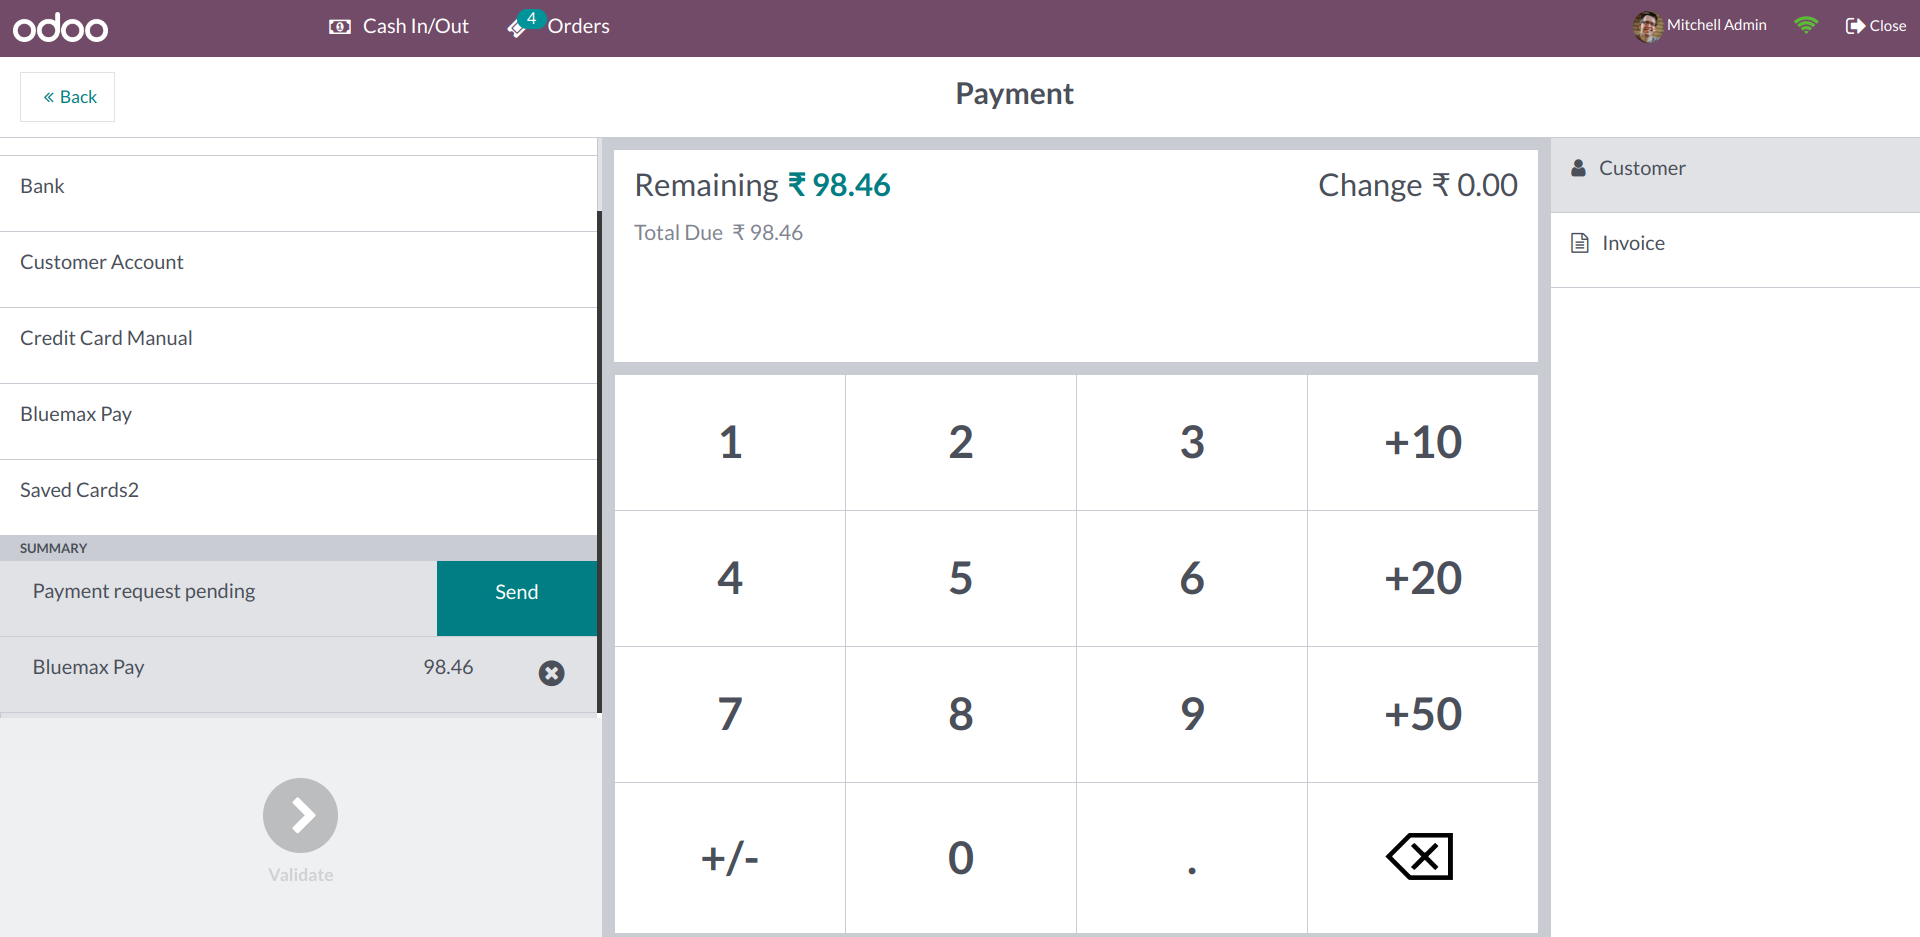 odoo
Cash In/Out
4
Orders
Mitchell Admin
Close
« Back
Payment
Bank
Customer Account
Credit Card Manual
Bluemax Pay
Saved Cards2
SUMMARY
Payment request pending
Send
Bluemax Pay 98.46
Validate
Remaining ₹ 98.46
Change ₹ 0.00
Total Due ₹ 98.46
1 2 3 +10
4 5 6 +20
7 8 9 +50
+/- 0 .
Customer
Invoice